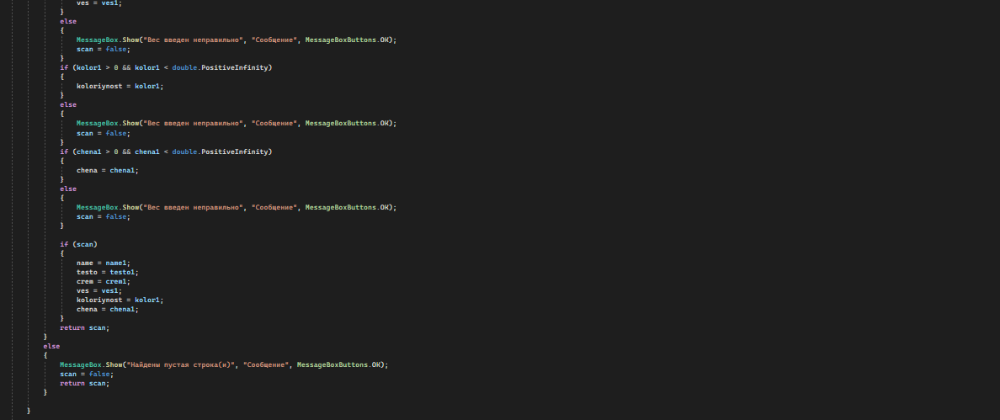 ves = ves1;
}
else
{
MessageBox.Show("Вес введен неправильно", "Сообщение", MessageBoxButtons.OK);
scan = false;
}
if (kolor1 > 0 && kolor1 < double.PositiveInfinity)
{
koloriynost = kolor1;
}
else
{
MessageBox.Show("Вес введен неправильно", "Сообщение", MessageBoxButtons.OK);
scan = false;
}
if (chena1 > 0 && chena1 < double.PositiveInfinity)
{
chena = chena1;
}
else
{
MessageBox.Show("Вес введен неправильно", "Сообщение", MessageBoxButtons.OK);
scan = false;
}
if (scan)
{
name = name1;
testo = testo1;
crem = crem1;
ves = ves1;
koloriynost = kolor1;
chena = chena1;
}
return scan;
}
else
{
MessageBox.Show("Найдены пустая строка(и)", "Сообщение", MessageBoxButtons.OK);
scan = false;
return scan;
}
}